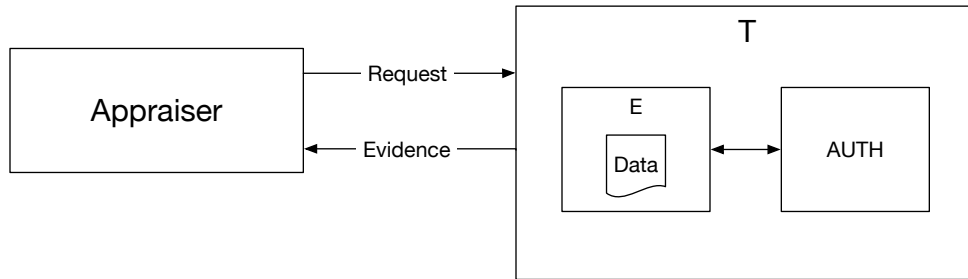 T
Appraiser
Request
Evidence
E
Data
AUTH